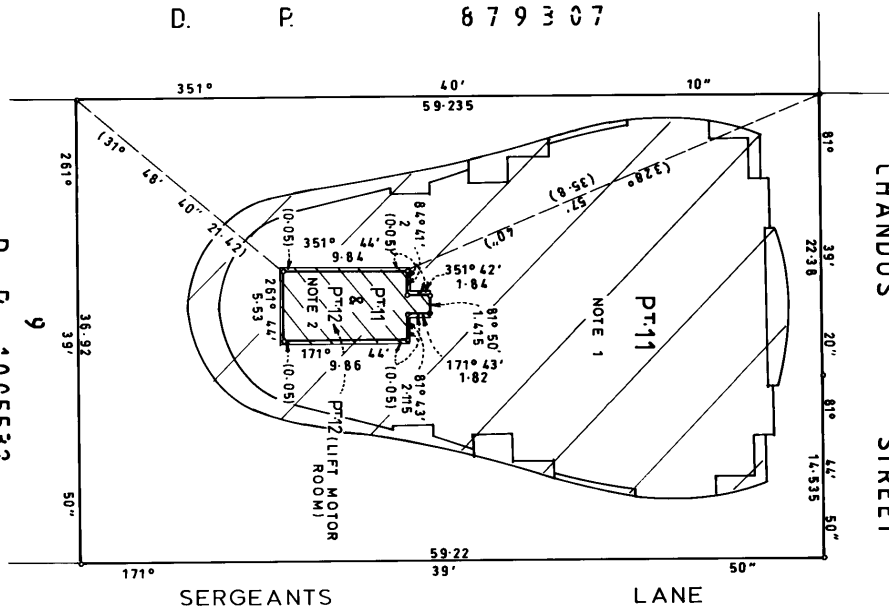 D. P. 879307
351° 40' 10"
59·235
(31° 48' 40" 21·42)
(328° 57' 40")
(35·8)
261° 39' 50"
36·92
81° 39' 20"
22·38
81° 44' 50"
14·535
STREET
9
PT.11
NOTE 1
(0·05)
351° 44'
9·84
(0·05)
84° 41'
2
351° 42'
1·84
81° 50'
1·415
171° 43'
1·82
81° 43'
2·115
(0·05)
171° 44'
9·86
(0·05)
261° 44'
5·53
PT.11
&
PT.12
NOTE 2
PT.12 (LIFT MOTOR
ROOM)
59·22
171° 39' 50"
SERGEANTS LANE